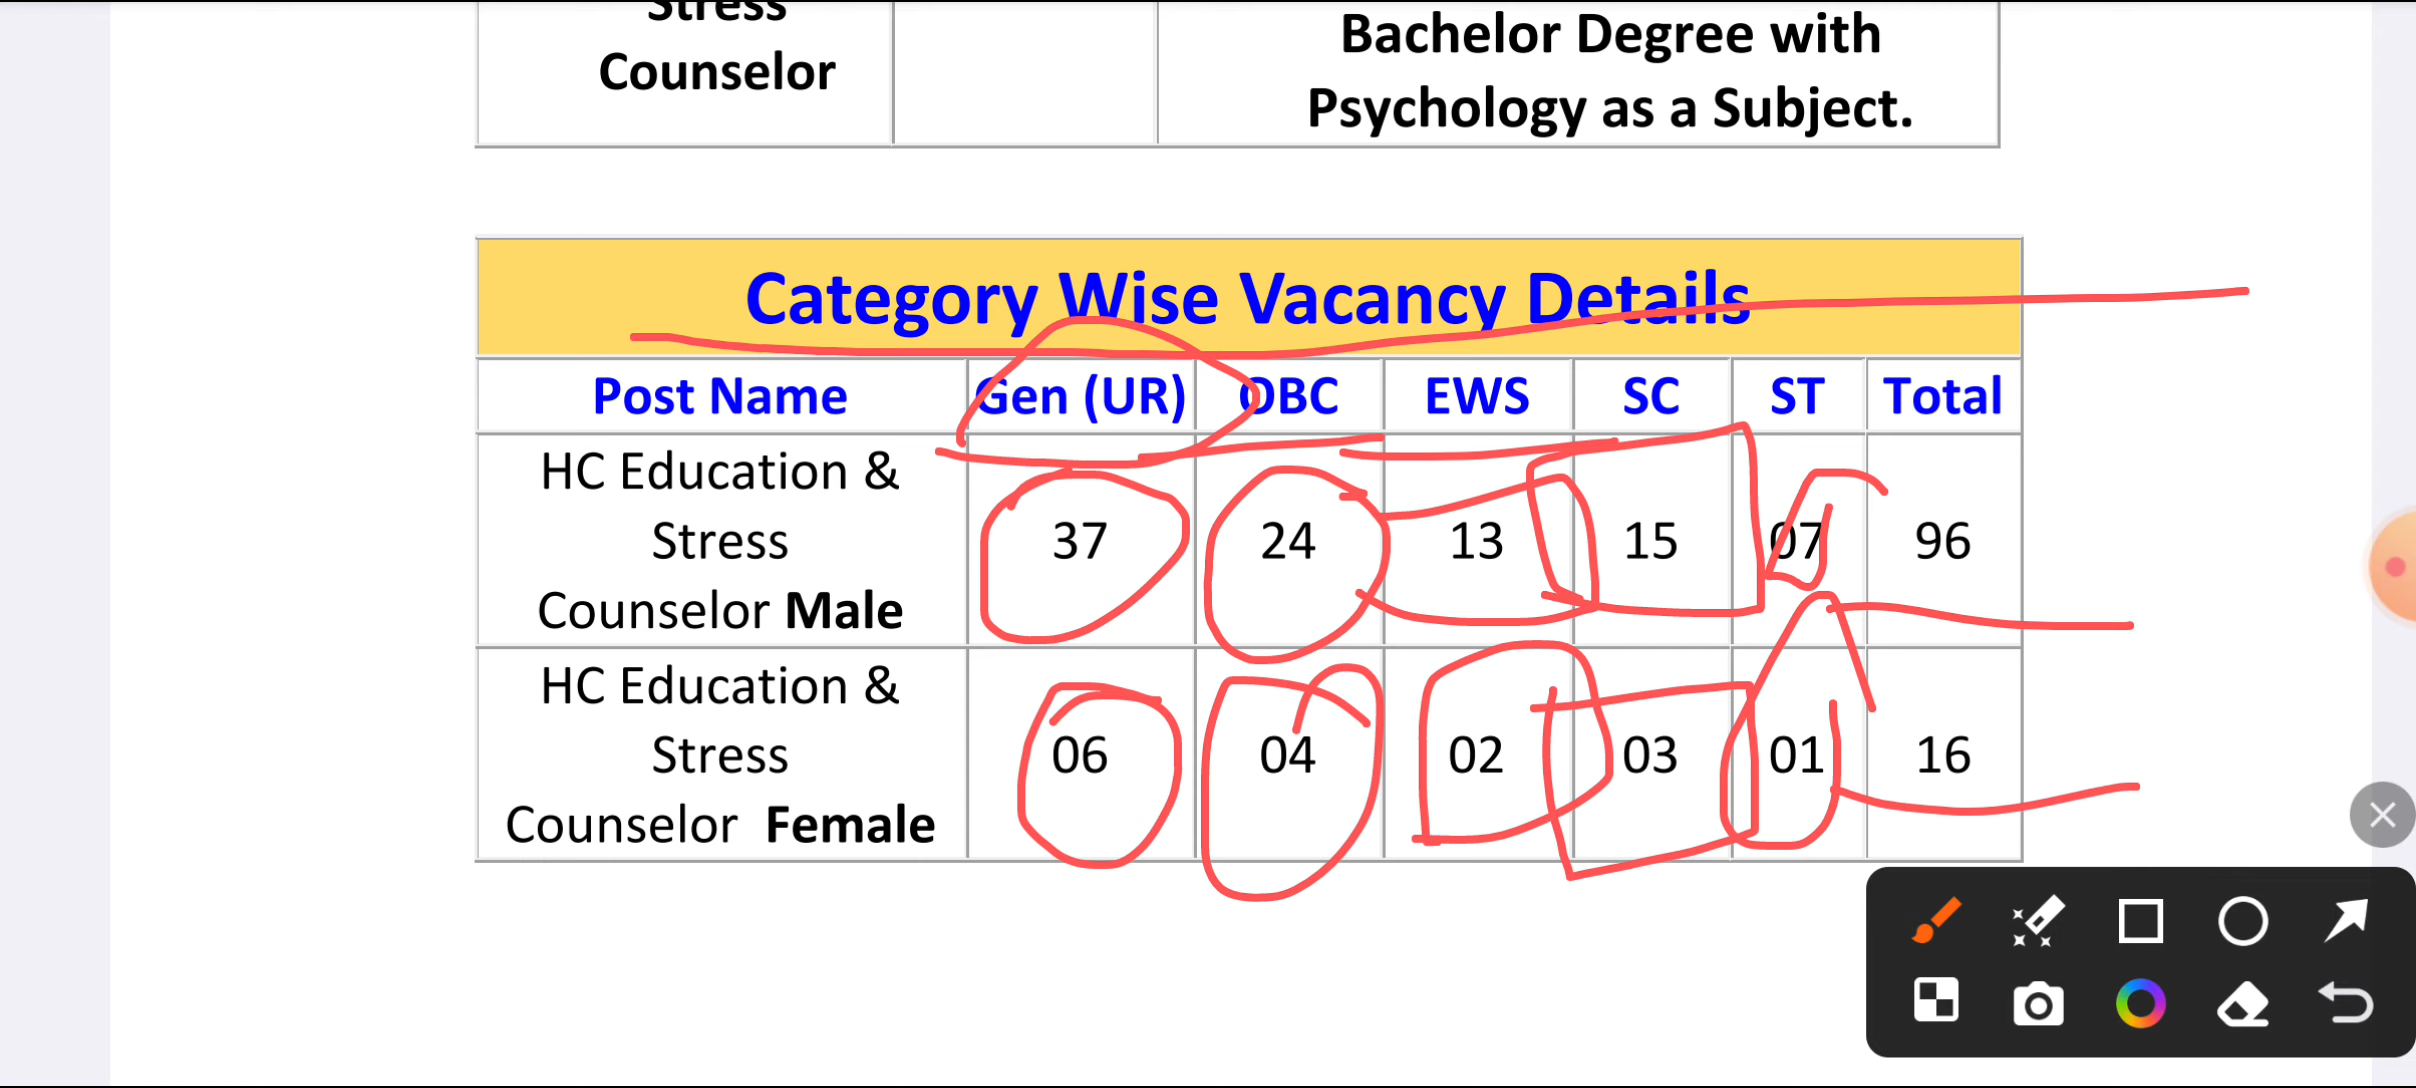 Stress
Counselor
Bachelor Degree with
Psychology as a Subject.
Category Wise Vacancy Details
Post Name Gen (UR) OBC EWS SC ST Total
HC Education &
Stress
Counselor Male
37 24 13 15 07 96
HC Education &
Stress
Counselor Female
06 04 02 03 01 16